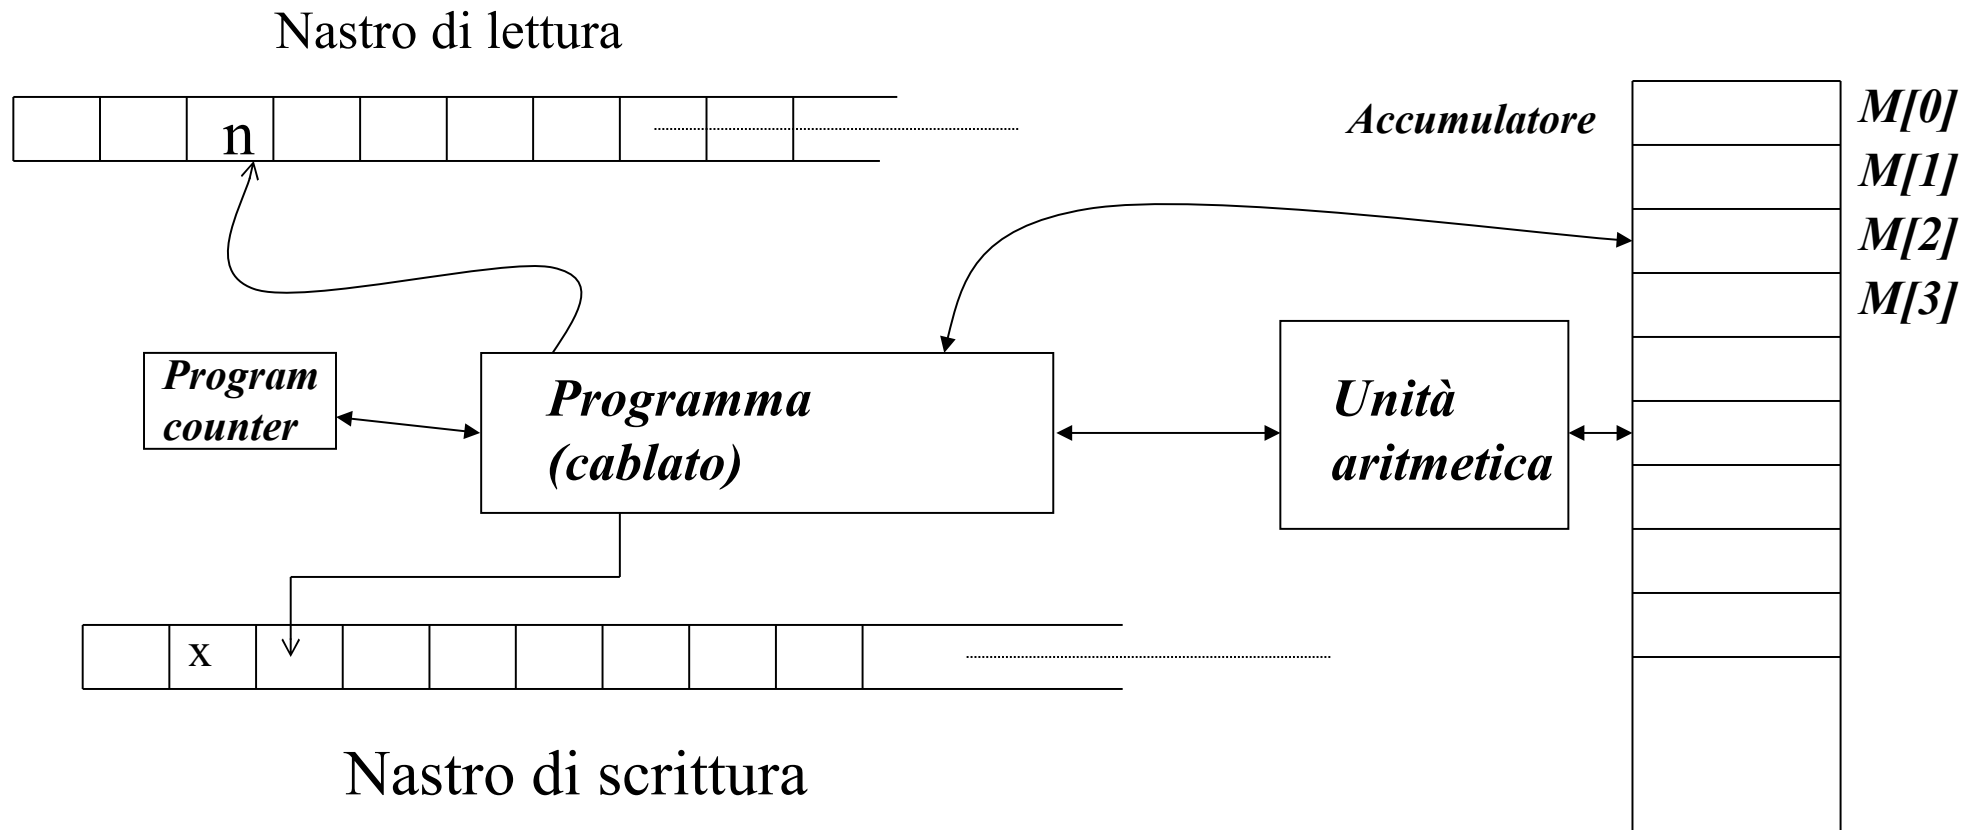 Nastro di lettura
n
Accumulatore
M[0]
M[1]
M[2]
M[3]
Program
counter
Programma
(cablato)
Unità
aritmetica
x
Nastro di scrittura